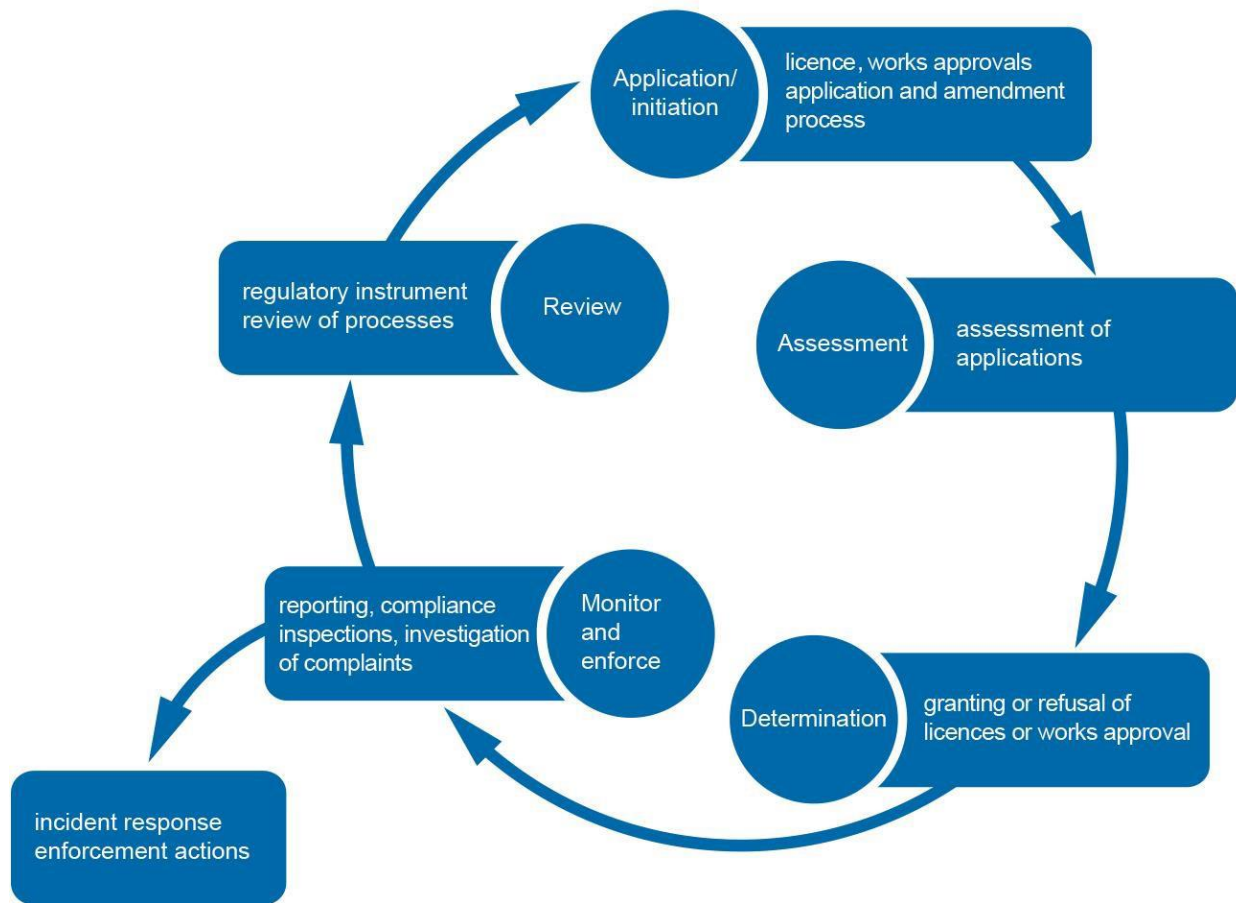 Application/
initiation
licence, works approvals
application and amendment
process
Assessment
assessment of
applications
Determination
granting or refusal of
licences or works approval
Monitor
and
enforce
reporting, compliance
inspections, investigation
of complaints
incident response
enforcement actions
Review
regulatory instrument
review of processes